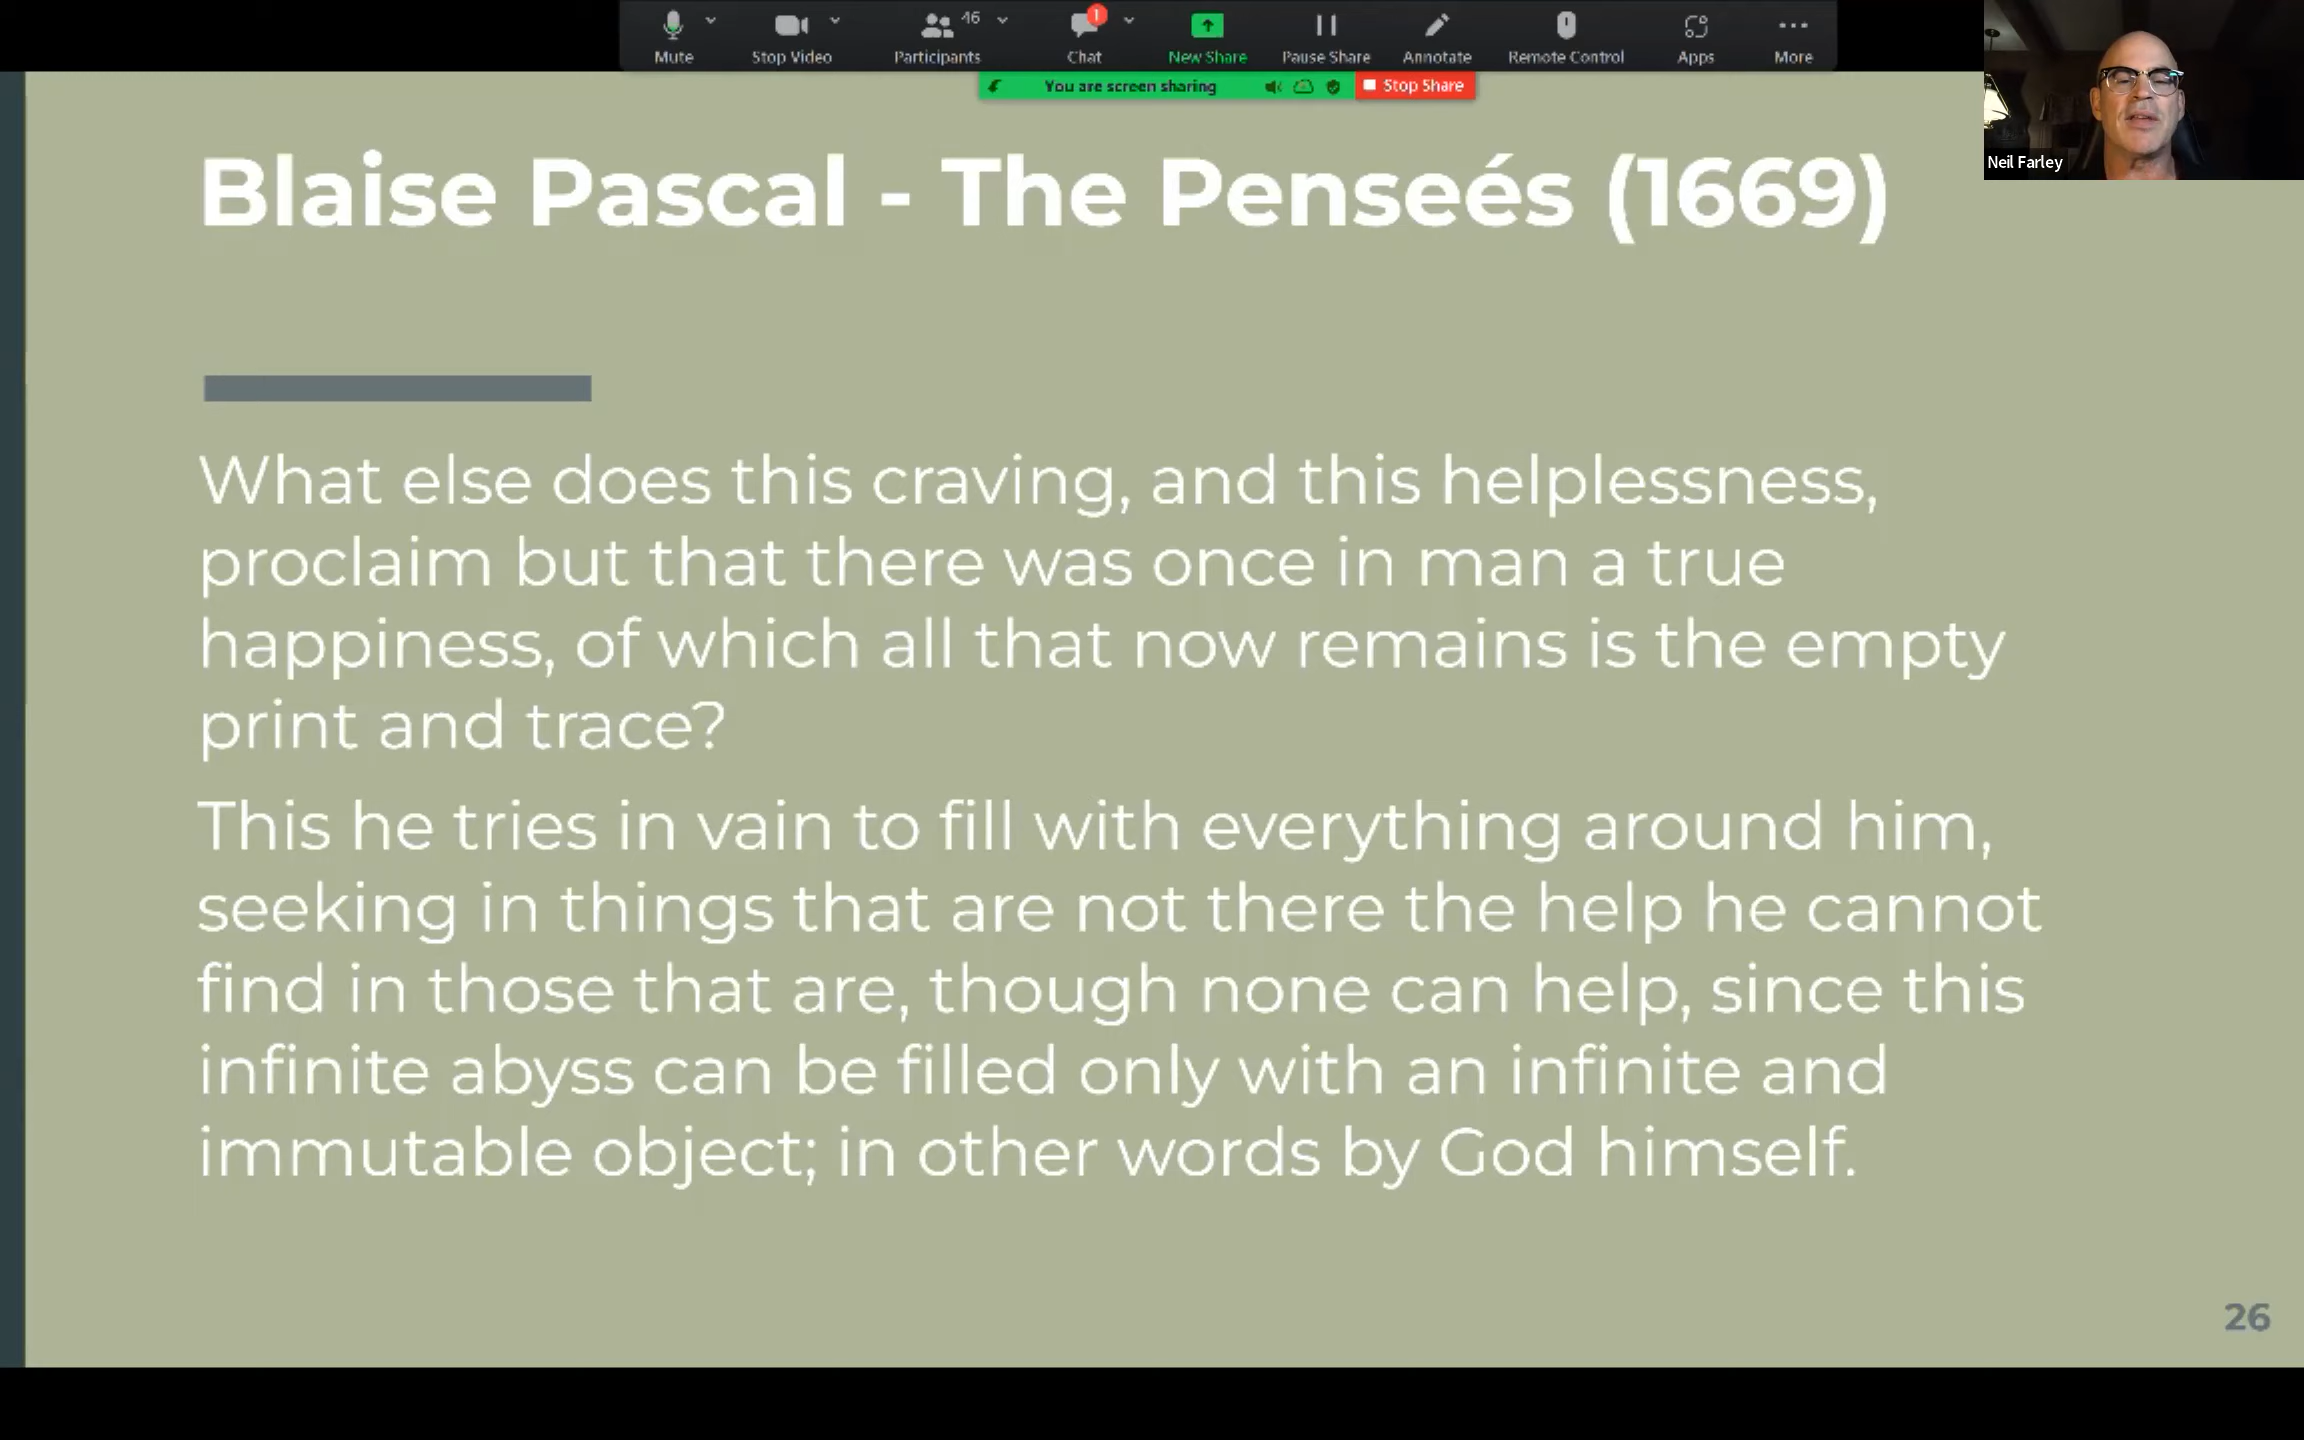 Mute
Stop Video
Participants
46
Chat
1
New Share
Pause Share
Annotate
Remote Control
Apps
More
You are screen sharing
Stop Share
Neil Farley
Blaise Pascal - The Penseés (1669)
What else does this craving, and this helplessness,
proclaim but that there was once in man a true
happiness, of which all that now remains is the empty
print and trace?
This he tries in vain to fill with everything around him,
seeking in things that are not there the help he cannot
find in those that are, though none can help, since this
infinite abyss can be filled only with an infinite and
immutable object; in other words by God himself.
26